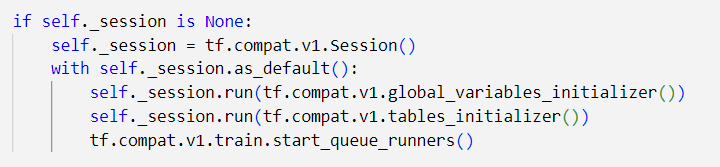 if self._session is None:
    self._session = tf.compat.v1.Session()
    with self._session.as_default():
        self._session.run(tf.compat.v1.global_variables_initializer())
        self._session.run(tf.compat.v1.tables_initializer())
        tf.compat.v1.train.start_queue_runners()